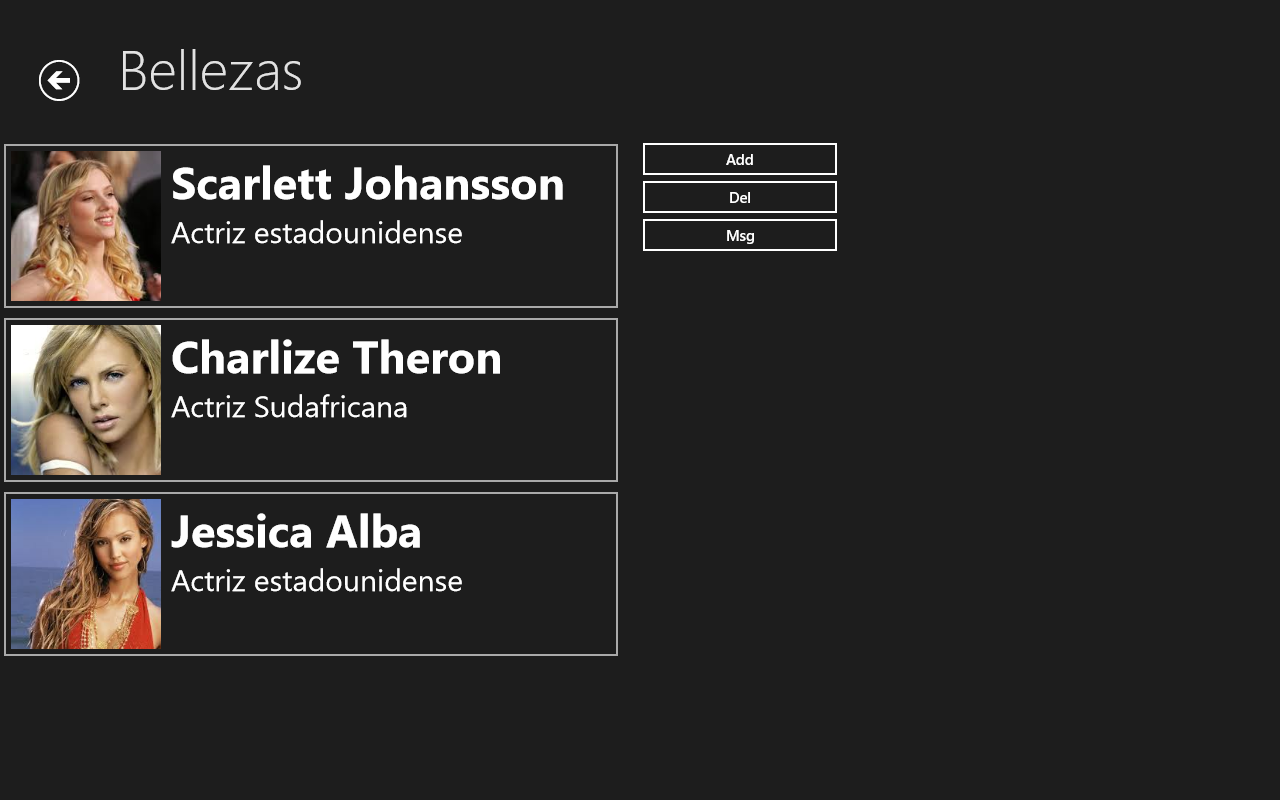 Bellezas
Scarlett Johansson
Actriz estadounidense
Charlize Theron
Actriz Sudafricana
Jessica Alba
Actriz estadounidense
Add
Del
Msg